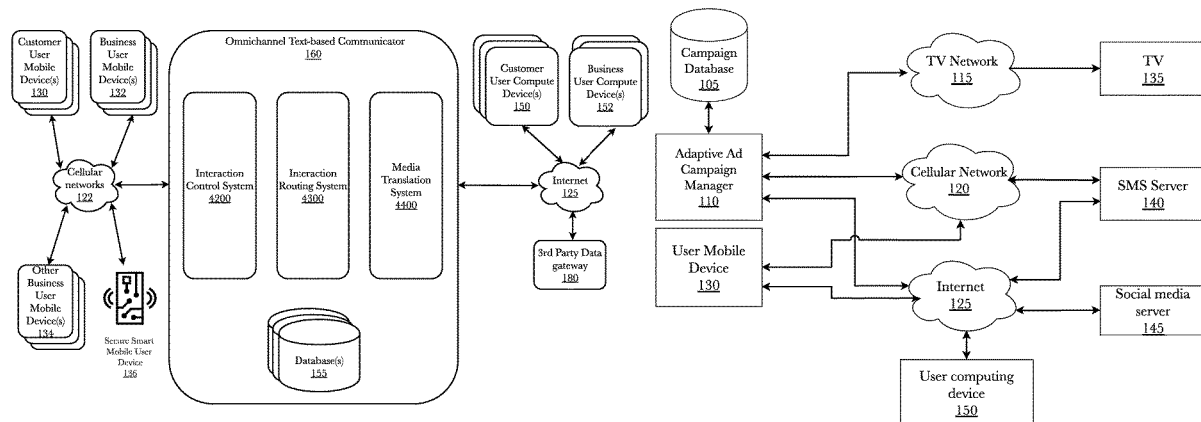 Customer
User
Mobile
Device(s)
130
Business
User
Mobile
Device(s)
132
Cellular
networks
122
Other
Business
User
Mobile
Device(s)
134
Secure Smart
Mobile User
Device
136
Omnichannel Text-based Communicator
160
Interaction
Control System
4200
Interaction
Routing System
4300
Media
Translation
System
4400
Database(s)
155
Customer
User Compute
Device(s)
150
Business
User Compute
Device(s)
152
Internet
125
3rd Party Data
gateway
180
Campaign
Database
105
Adaptive Ad
Campaign
Manager
110
User Mobile
Device
130
TV Network
115
Cellular Network
120
Internet
125
User computing
device
150
TV
135
SMS Server
140
Social media
server
145